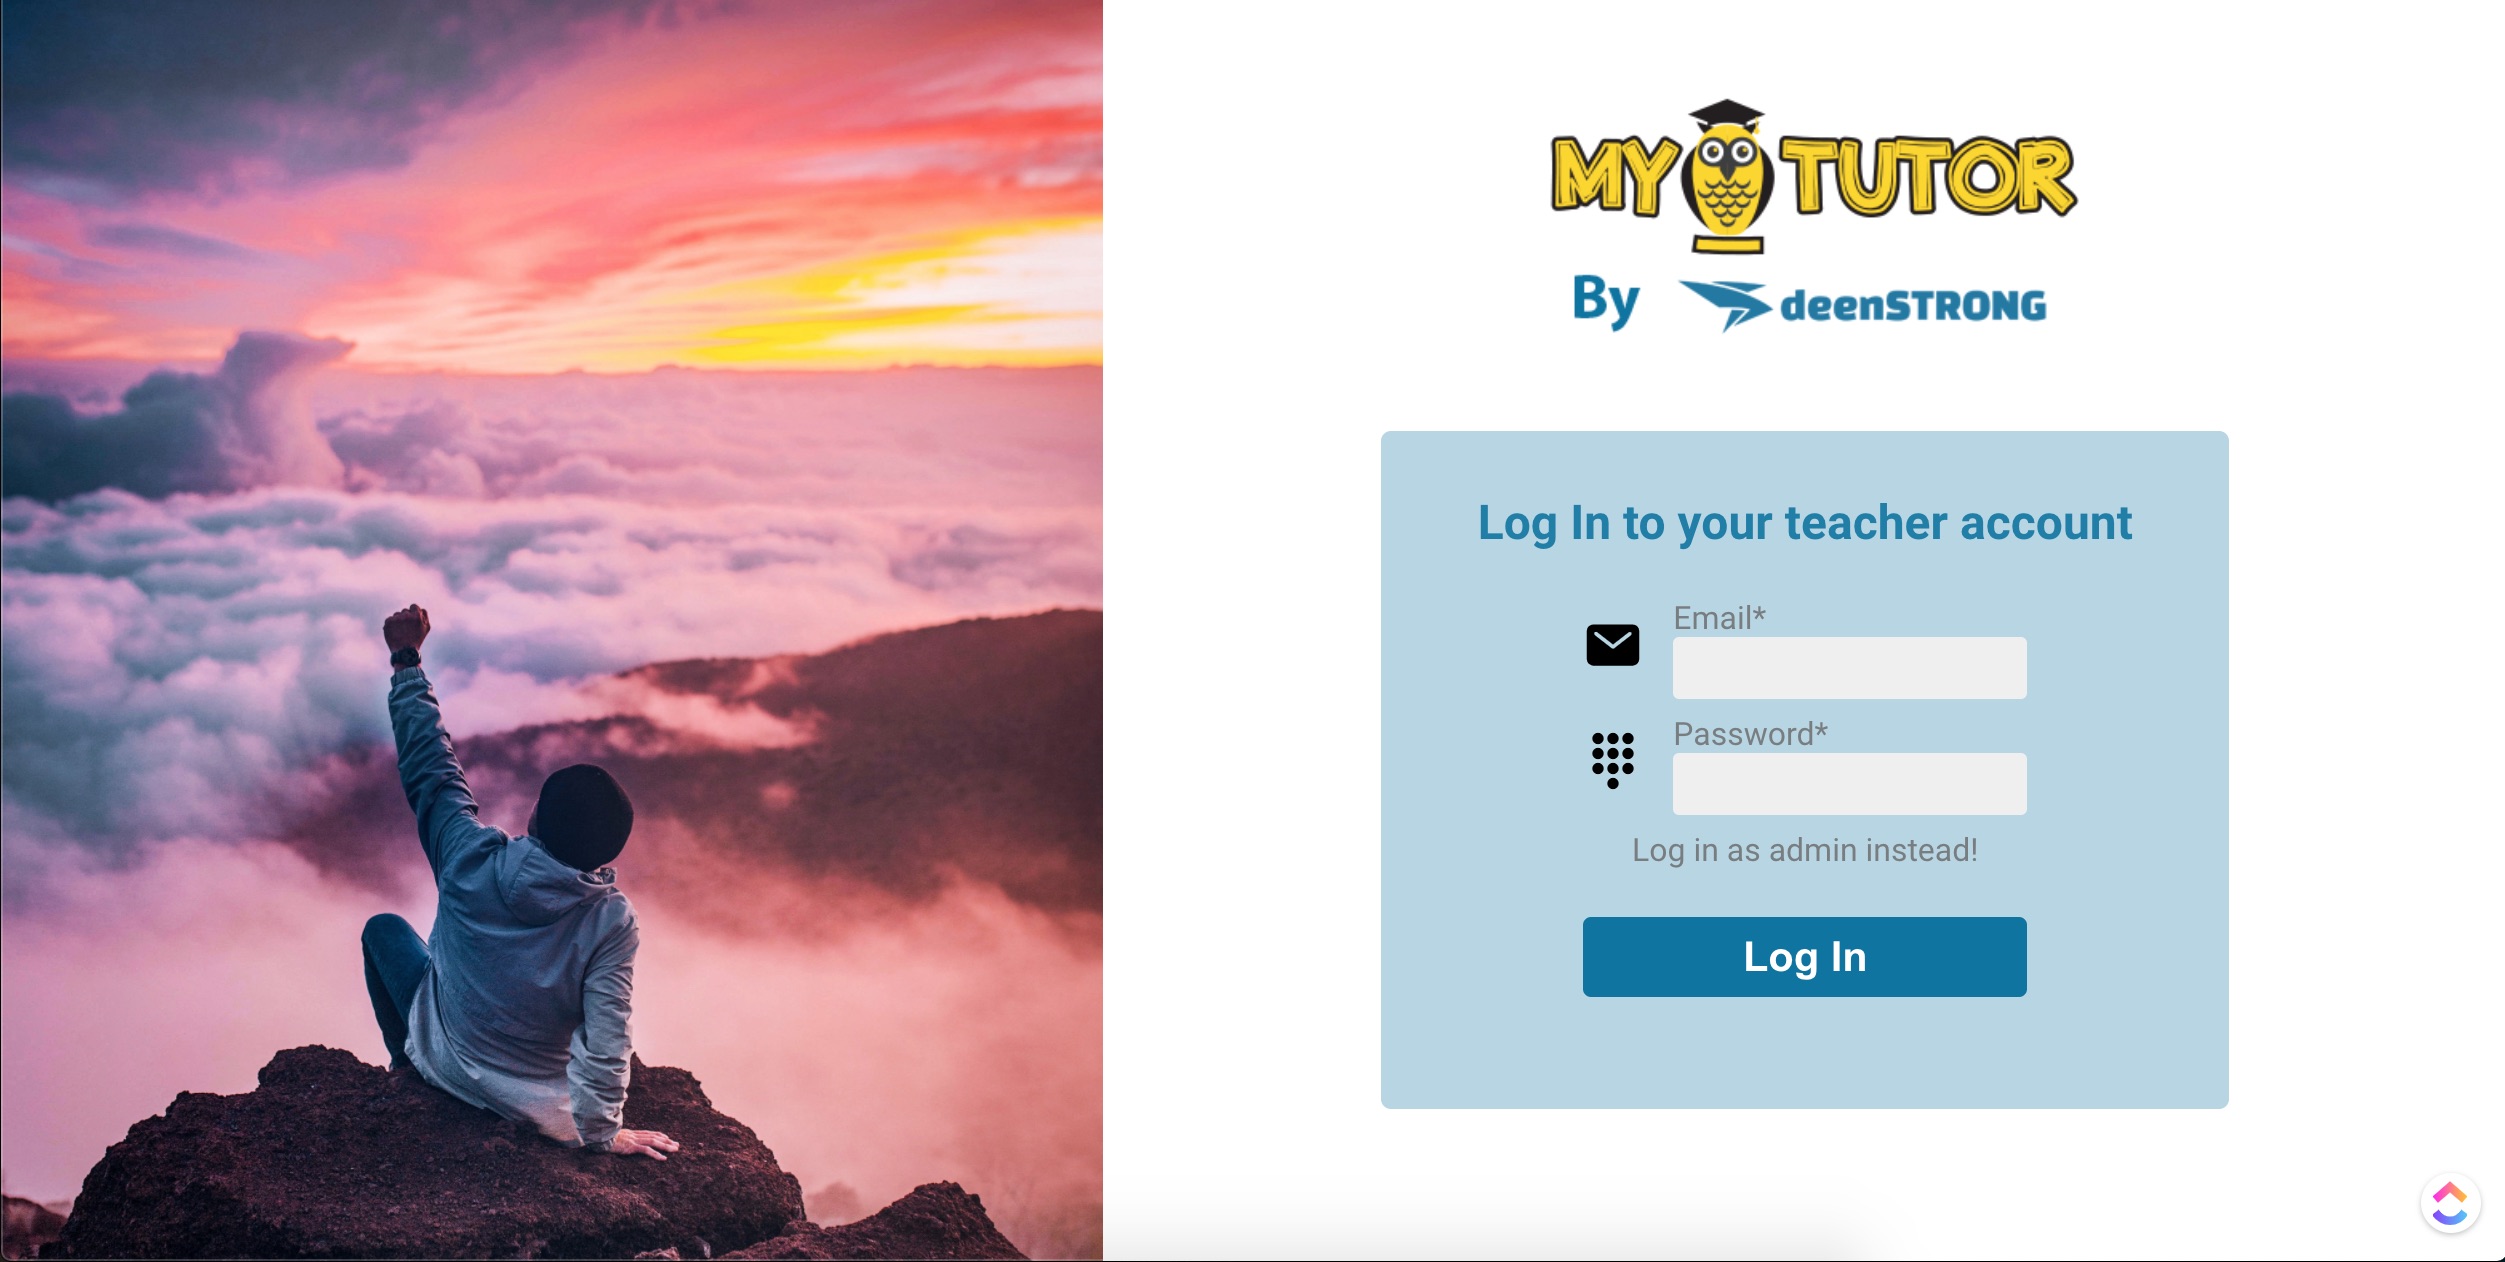 MY TUTOR
By deenSTRONG
Log In to your teacher account
Email*
Password*
Log in as admin instead!
Log In